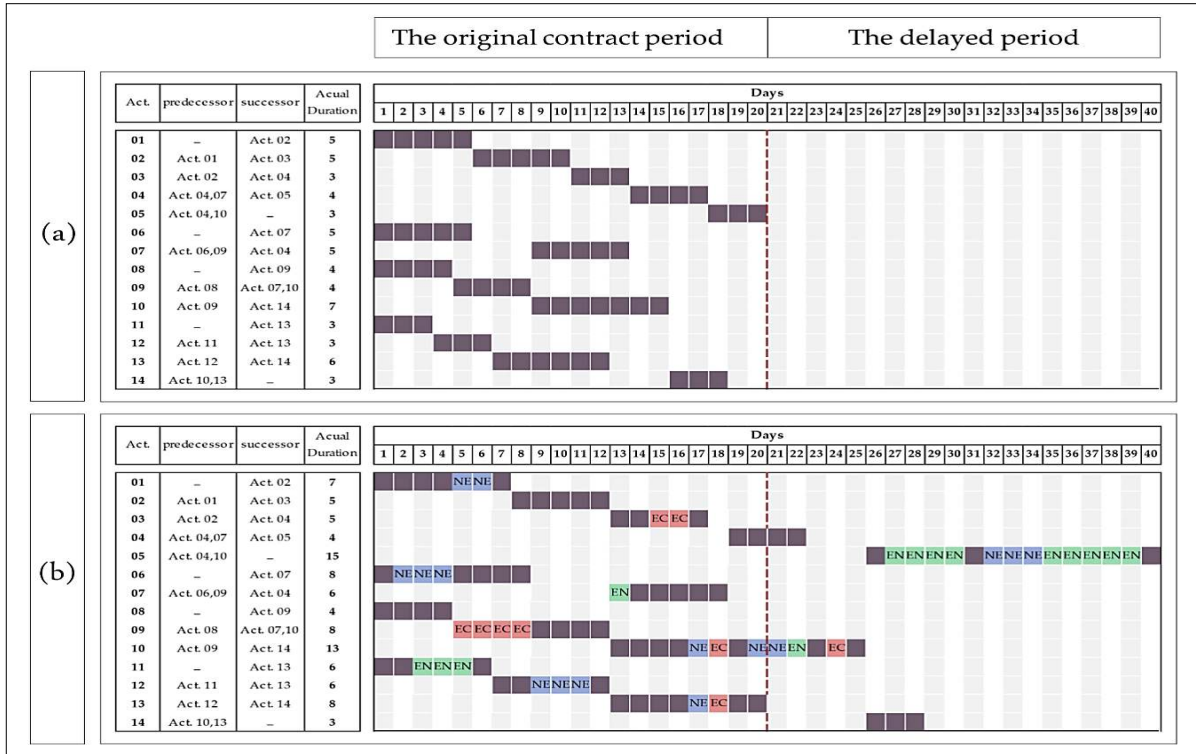 The original contract period The delayed period
(a)
Act. predecessor successor Acual Duration
Days
1 2 3 4 5 6 7 8 9 10 11 12 13 14 15 16 17 18 19 20 21 22 23 24 25 26 27 28 29 30 31 32 33 34 35 36 37 38 39 40
01 – Act. 02 5
02 Act. 01 Act. 03 5
03 Act. 02 Act. 04 3
04 Act. 04,07 Act. 05 4
05 Act. 04,10 – 3
06 – Act. 07 5
07 Act. 06,09 Act. 04 5
08 – Act. 09 4
09 Act. 08 Act. 07,10 4
10 Act. 09 Act. 14 7
11 – Act. 13 3
12 Act. 11 Act. 13 3
13 Act. 12 Act. 14 6
14 Act. 10,13 – 3
(b)
Act. predecessor successor Acual Duration
Days
1 2 3 4 5 6 7 8 9 10 11 12 13 14 15 16 17 18 19 20 21 22 23 24 25 26 27 28 29 30 31 32 33 34 35 36 37 38 39 40
01 – Act. 02 7 NE NE
02 Act. 01 Act. 03 5
03 Act. 02 Act. 04 5 EC EC
04 Act. 04,07 Act. 05 4
05 Act. 04,10 – 15 EN EN EN EN NE NE NE EN EN EN EN EN
06 – Act. 07 8 NE NE NE
07 Act. 06,09 Act. 04 6 EN
08 – Act. 09 4
09 Act. 08 Act. 07,10 8 EC EC EC EC
10 Act. 09 Act. 14 13 NE EC NE NE EN EC
11 – Act. 13 6 EN EN EN
12 Act. 11 Act. 13 6 NE NE NE
13 Act. 12 Act. 14 8 NE EC
14 Act. 10,13 – 3